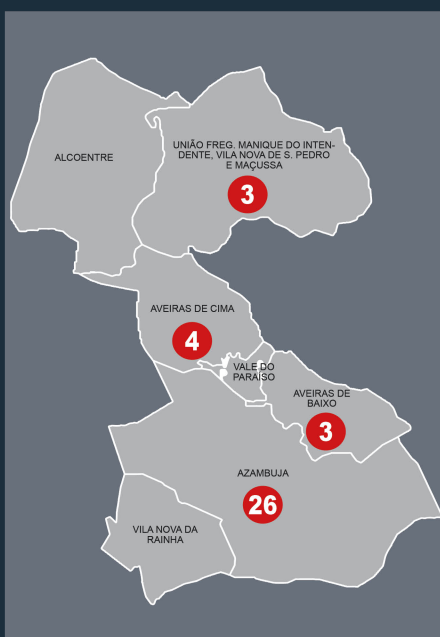 UNIÃO FREG. MANIQUE DO INTEN-
DENTE, VILA NOVA DE S. PEDRO
E MAÇUSSA
ALCOENTRE
3
AVEIRAS DE CIMA
4
VALE DO
PARAÍSO
AVEIRAS DE
BAIXO
3
AZAMBUJA
26
VILA NOVA DA
RAINHA